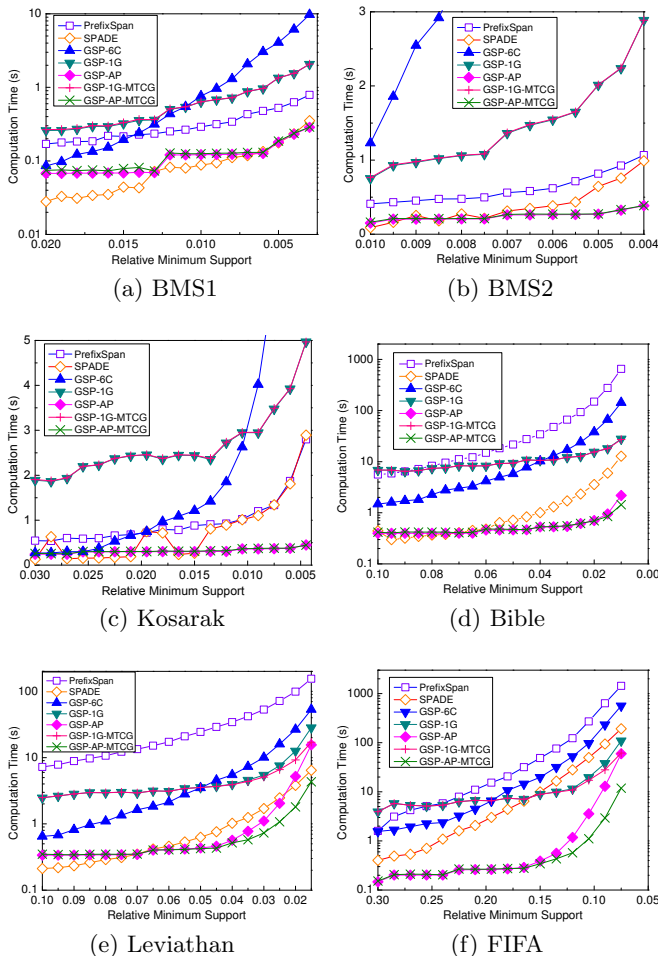 10
1
0.1
0.01
0.020
0.015
0.010
0.005
Computation Time (s)
Relative Minimum Support
PrefixSpan
SPADE
GSP-6C
GSP-1G
GSP-AP
GSP-1G-MTCG
GSP-AP-MTCG
(a) BMS1
3
2
1
0
0.010
0.009
0.008
0.007
0.006
0.005
0.004
Computation Time (s)
Relative Minimum Support
PrefixSpan
SPADE
GSP-6C
GSP-1G
GSP-AP
GSP-1G-MTCG
GSP-AP-MTCG
(b) BMS2
5
4
3
2
1
0
0.030
0.025
0.020
0.015
0.010
0.005
Computation Time (s)
Relative Minimum Support
PrefixSpan
SPADE
GSP-6C
GSP-1G
GSP-AP
GSP-1G-MTCG
GSP-AP-MTCG
(c) Kosarak
1000
100
10
1
0.1
0.10
0.08
0.06
0.04
0.02
0.00
Computation Time (s)
Relative Minimum Support
PrefixSpan
SPADE
GSP-6C
GSP-1G
GSP-AP
GSP-1G-MTCG
GSP-AP-MTCG
(d) Bible
100
10
1
0.1
0.10
0.09
0.08
0.07
0.06
0.05
0.04
0.03
0.02
Computation Time (s)
Relative Minimum Support
PrefixSpan
SPADE
GSP-6C
GSP-1G
GSP-AP
GSP-1G-MTCG
GSP-AP-MTCG
(e) Leviathan
1000
100
10
1
0.1
0.30
0.25
0.20
0.15
0.10
0.05
Computation Time (s)
Relative Minimum Support
PrefixSpan
SPADE
GSP-6C
GSP-1G
GSP-AP
GSP-1G-MTCG
GSP-AP-MTCG
(f) FIFA